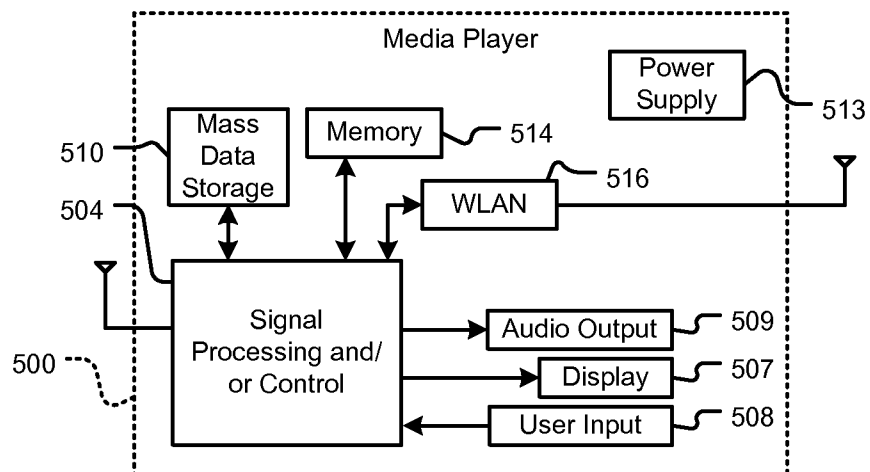 Media Player
Power
Supply
513
Mass
Data
Storage
510
Memory
514
516
WLAN
504
Signal
Processing and/
or Control
Audio Output
509
Display
507
User Input
508
500